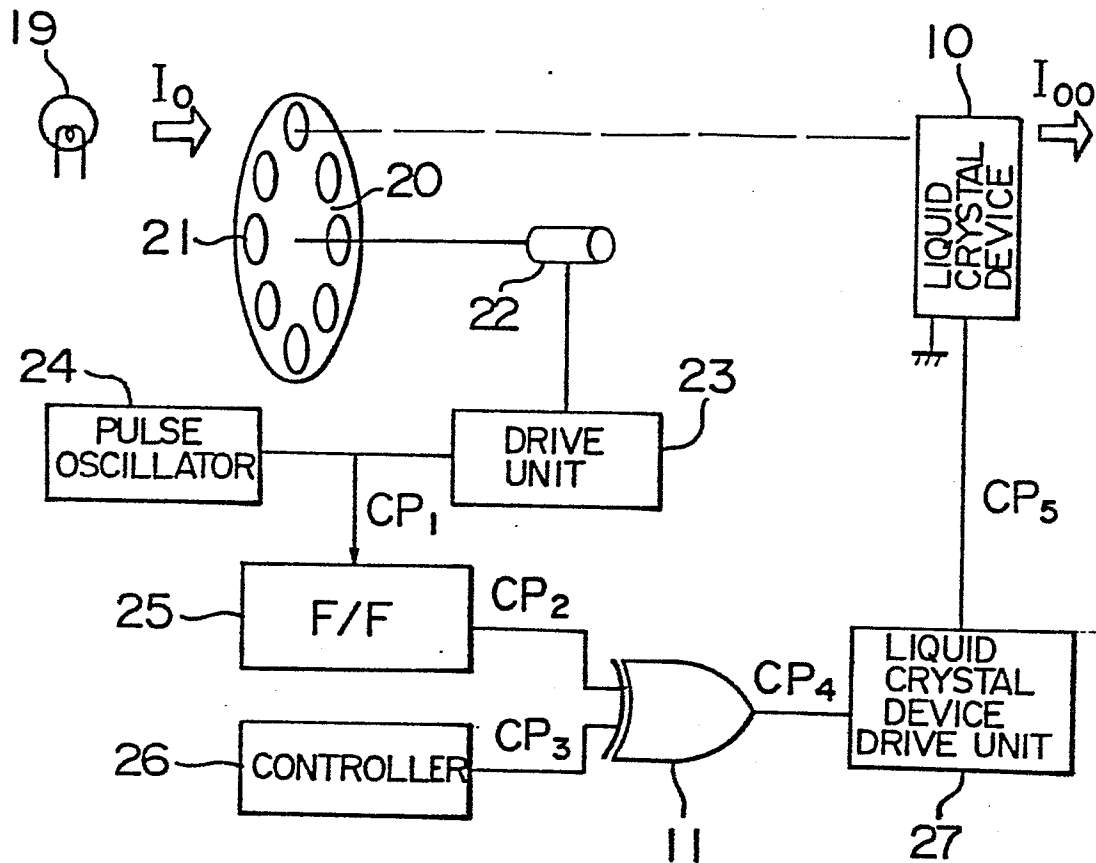 19
I₀
10
I₀₀
20
21
22
LIQUID
CRYSTAL
DEVICE
24
PULSE
OSCILLATOR
23
DRIVE
UNIT
CP₁
CP₅
25
F/F
CP₂
26
CONTROLLER
CP₃
11
CP₄
LIQUID
CRYSTAL
DEVICE
DRIVE UNIT
27